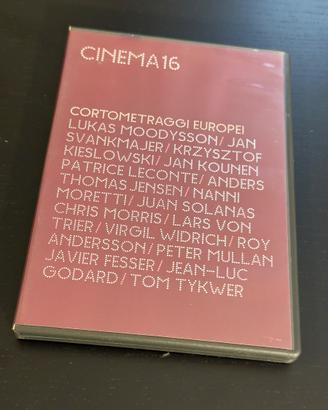 CINEMA16
CORTOMETRAGGI EUROPEI
LUKAS MOODYSSON/JAN
SVANKMAJER/KRZYSZTOF
KIESLOWSKI/JAN KOUNEN
PATRICE LECONTE/ANDERS
THOMAS JENSEN/NANNI
MORETTI/JUAN SOLANAS
CHRIS MORRIS/LARS VON
TRIER/VIRGIL WIDRICH/ROY
ANDERSSON/PETER MULLAN
JAVIER FESSER/JEAN-LUC
GODARD/TOM TYKWER